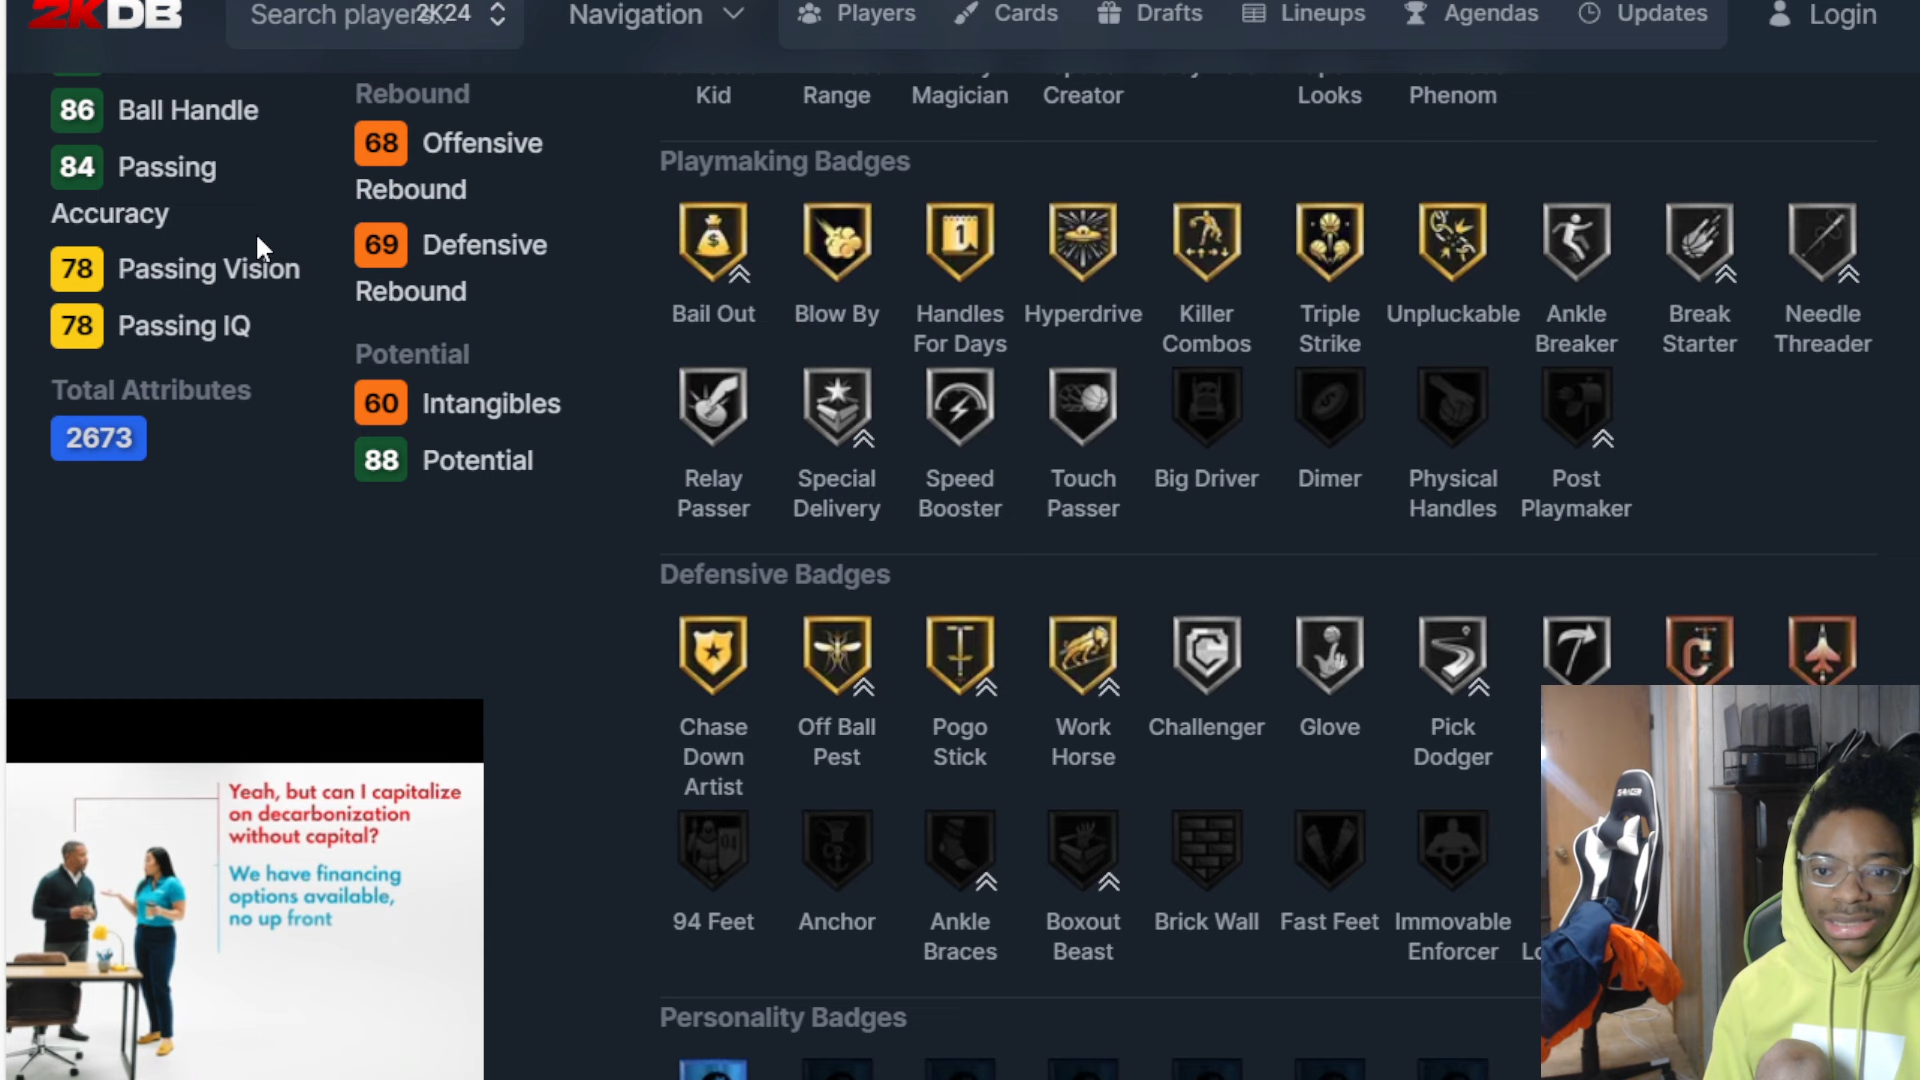 2KDB
Search players
2K24
Navigation
Players
Cards
Drafts
Lineups
Agendas
Updates
Login
86 Ball Handle
84 Passing
Accuracy
78 Passing Vision
78 Passing IQ
Total Attributes
2673
Rebound
68 Offensive
Rebound
69 Defensive
Rebound
Potential
60 Intangibles
88 Potential
Kid
Range
Magician
Creator
Looks
Phenom
Playmaking Badges
Bail Out
Blow By
Handles
For Days
Hyperdrive
Killer
Combos
Triple
Strike
Unpluckable
Ankle
Breaker
Break
Starter
Needle
Threader
Relay
Passer
Special
Delivery
Speed
Booster
Touch
Passer
Big Driver
Dimer
Physical
Handles
Post
Playmaker
Defensive Badges
Chase
Down
Artist
Off Ball
Pest
Pogo
Stick
Work
Horse
Challenger
Glove
Pick
Dodger
94 Feet
Anchor
Ankle
Braces
Boxout
Beast
Brick Wall
Fast Feet
Immovable
Enforcer
Personality Badges
Yeah, but can I capitalize
on decarbonization
without capital?
We have financing
options available,
no up front